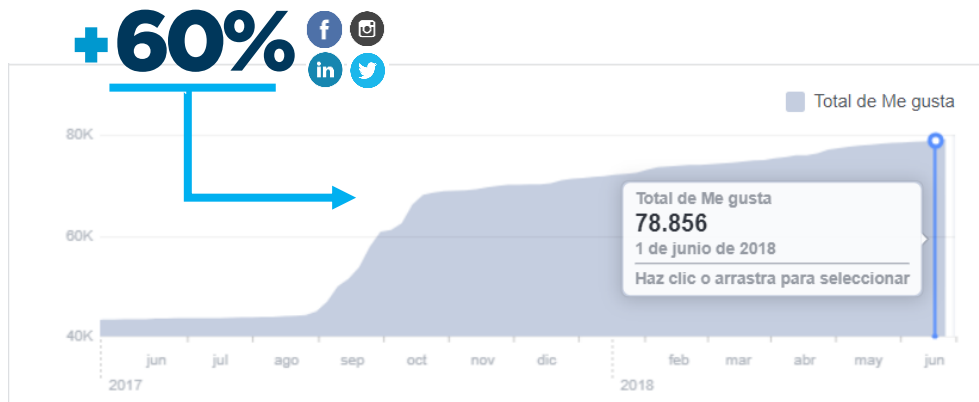 +60%
f
in
Total de Me gusta
80K
60K
40K
Total de Me gusta
78.856
1 de junio de 2018
Haz clic o arrastra para seleccionar
jun jul ago sep oct nov dic feb mar abr may jun
2017 2018